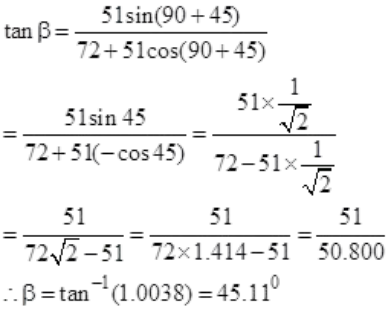 tan β = 51sin(90 + 45) / 72 + 51cos(90 + 45)
= 51sin 45 / 72 + 51(−cos 45) = 51 × 1/√2 / 72 − 51 × 1/√2
= 51 / 72√2 − 51 = 51 / 72 × 1.414 − 51 = 51 / 50.800
∴ β = tan⁻¹(1.0038) = 45.11⁰